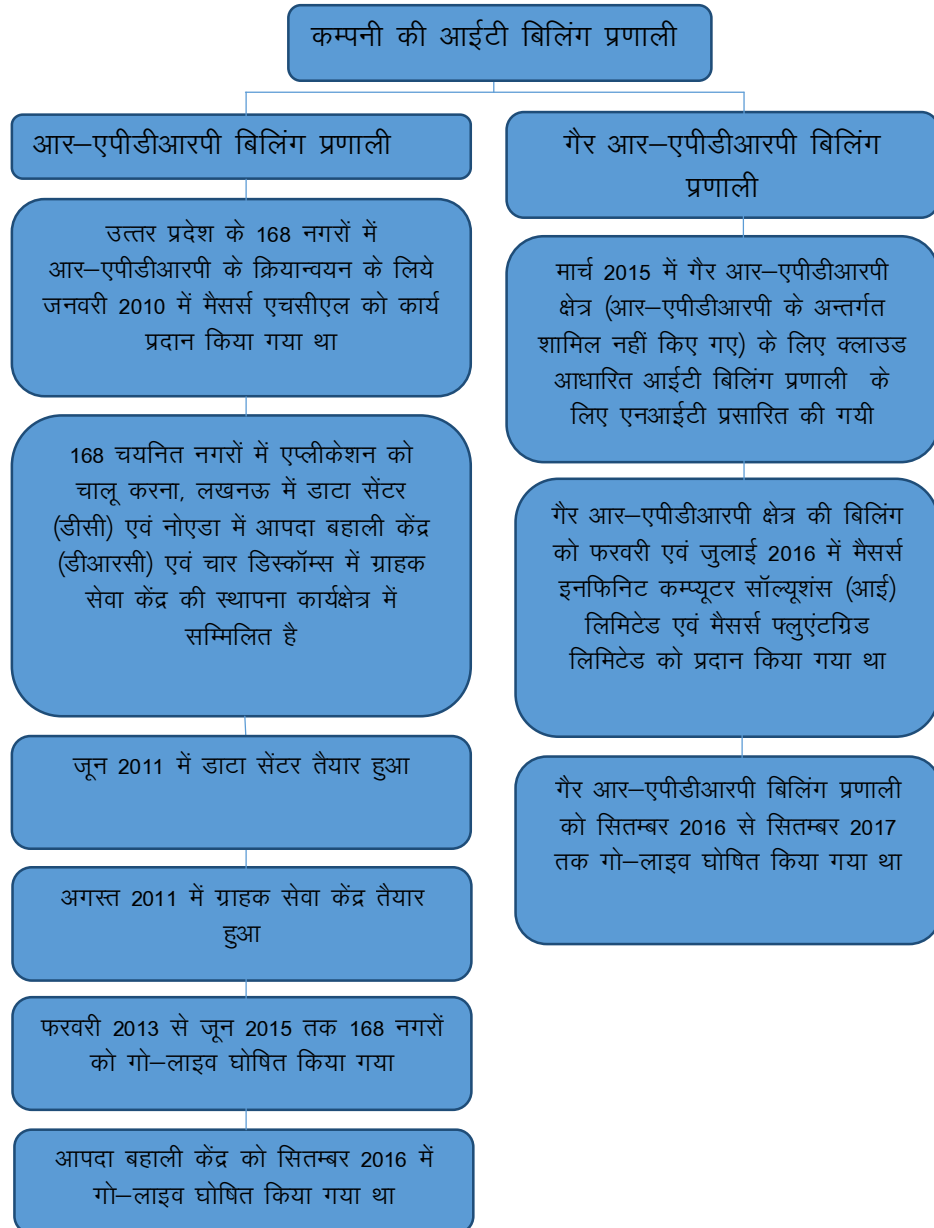 कम्पनी की आईटी बिलिंग प्रणाली
आर–एपीडीआरपी बिलिंग प्रणाली
उत्तर प्रदेश के 168 नगरों में
आर–एपीडीआरपी के क्रियान्वयन के लिये
जनवरी 2010 में मैसर्स एचसीएल को कार्य
प्रदान किया गया था
168 चयनित नगरों में एप्लीकेशन को
चालू करना, लखनऊ में डाटा सेंटर
(डीसी) एवं नोएडा में आपदा बहाली केंद्र
(डीआरसी) एवं चार डिस्कॉम्स में ग्राहक
सेवा केंद्र की स्थापना कार्यक्षेत्र में
सम्मिलित है
जून 2011 में डाटा सेंटर तैयार हुआ
अगस्त 2011 में ग्राहक सेवा केंद्र तैयार
हुआ
फरवरी 2013 से जून 2015 तक 168 नगरों
को गो–लाइव घोषित किया गया
आपदा बहाली केंद्र को सितम्बर 2016 में
गो–लाइव घोषित किया गया था
गैर आर–एपीडीआरपी बिलिंग
प्रणाली
मार्च 2015 में गैर आर–एपीडीआरपी
क्षेत्र (आर–एपीडीआरपी के अन्तर्गत
शामिल नहीं किए गए) के लिए क्लाउड
आधारित आईटी बिलिंग प्रणाली के
लिए एनआईटी प्रसारित की गयी
गैर आर–एपीडीआरपी क्षेत्र की बिलिंग
को फरवरी एवं जुलाई 2016 में मैसर्स
इनफिनिट कम्प्यूटर सॉल्यूशंस (आई)
लिमिटेड एवं मैसर्स फ्लुएंटग्रिड
लिमिटेड को प्रदान किया गया था
गैर आर–एपीडीआरपी बिलिंग प्रणाली
को सितम्बर 2016 से सितम्बर 2017
तक गो–लाइव घोषित किया गया था